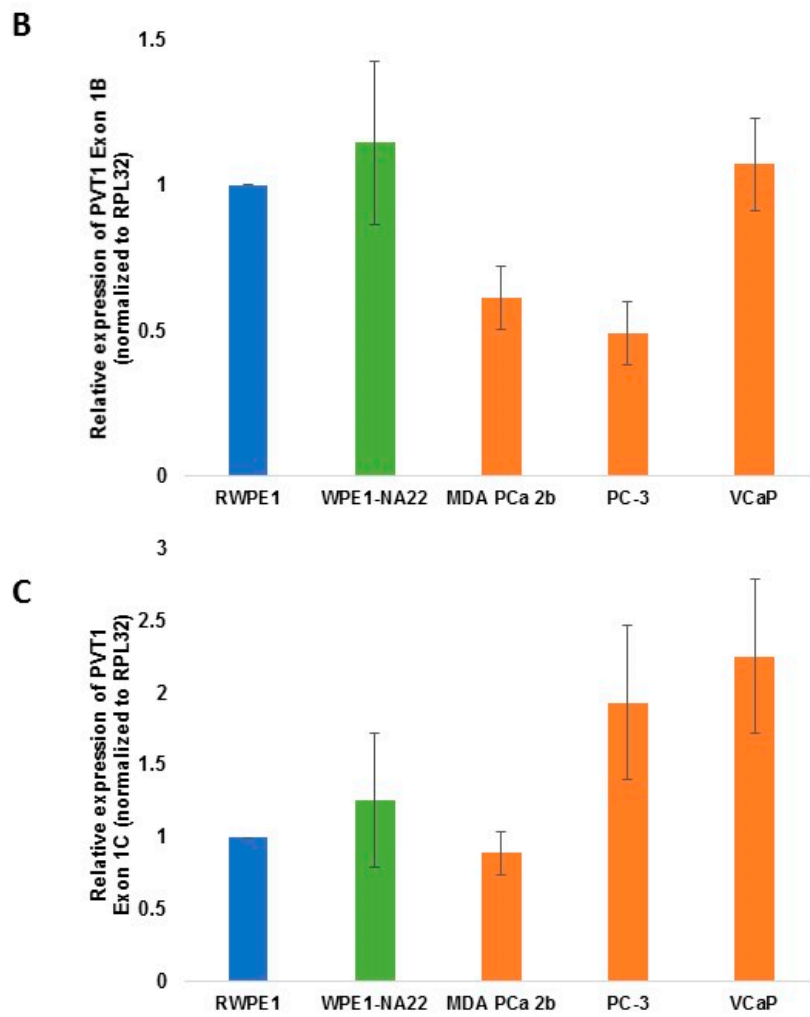 B
Relative expression of PVT1 Exon 1B
(normalized to RPL32)
1.5
1
0.5
0
RWPE1 WPE1-NA22 MDA PCa 2b PC-3 VCaP
C
Relative expression of PVT1
Exon 1C (normalized to RPL32)
3
2.5
2
1.5
1
0.5
0
RWPE1 WPE1-NA22 MDA PCa 2b PC-3 VCaP